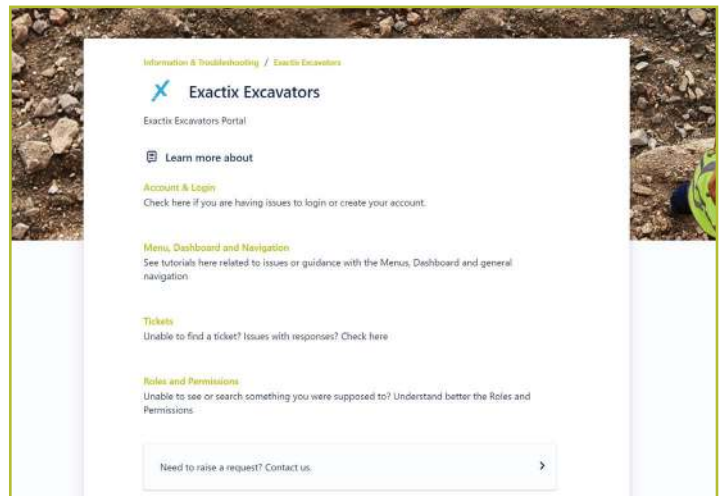 Information & Troubleshooting / Exactix Excavators
Exactix Excavators
Exactix Excavators Portal
Learn more about
Account & Login
Check here if you are having issues to login or create your account.
Menu, Dashboard and Navigation
See tutorials here related to issues or guidance with the Menus, Dashboard and general
navigation
Tickets
Unable to find a ticket? Issues with responses? Check here
Roles and Permissions
Unable to see or search something you were supposed to? Understand better the Roles and
Permissions
Need to raise a request? Contact us.